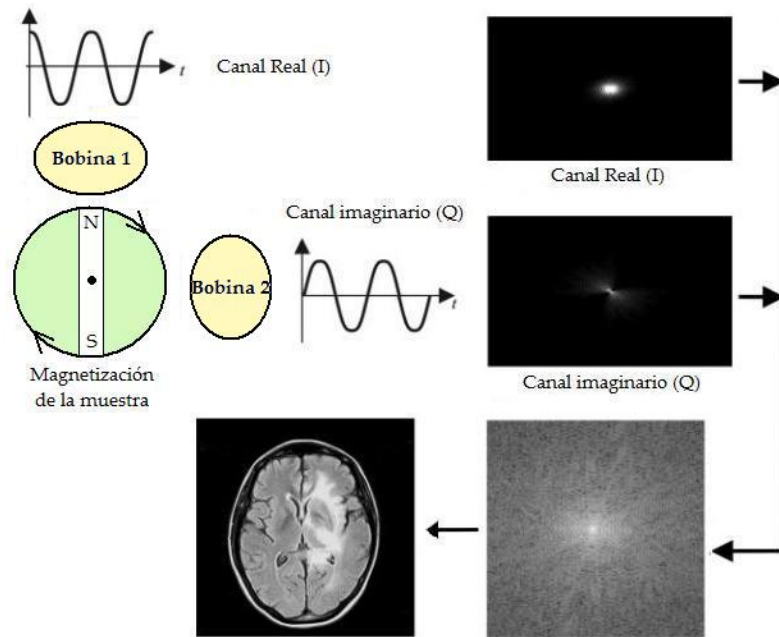 t
Canal Real (I)
Bobina 1
Canal Real (I)
N
S
Magnetización
de la muestra
Bobina 2
Canal imaginario (Q)
t
Canal imaginario (Q)